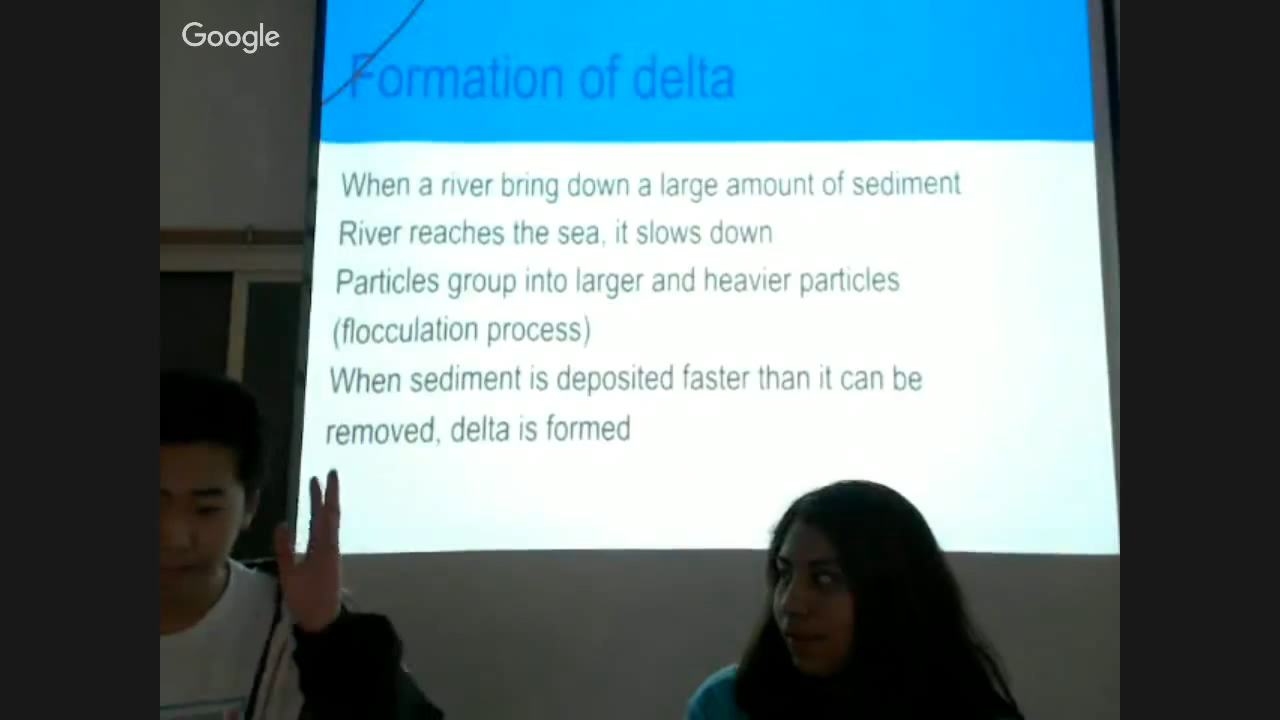 Google
Formation of delta
When a river bring down a large amount of sediment
River reaches the sea, it slows down
Particles group into larger and heavier particles
(flocculation process)
When sediment is deposited faster than it can be
removed, delta is formed